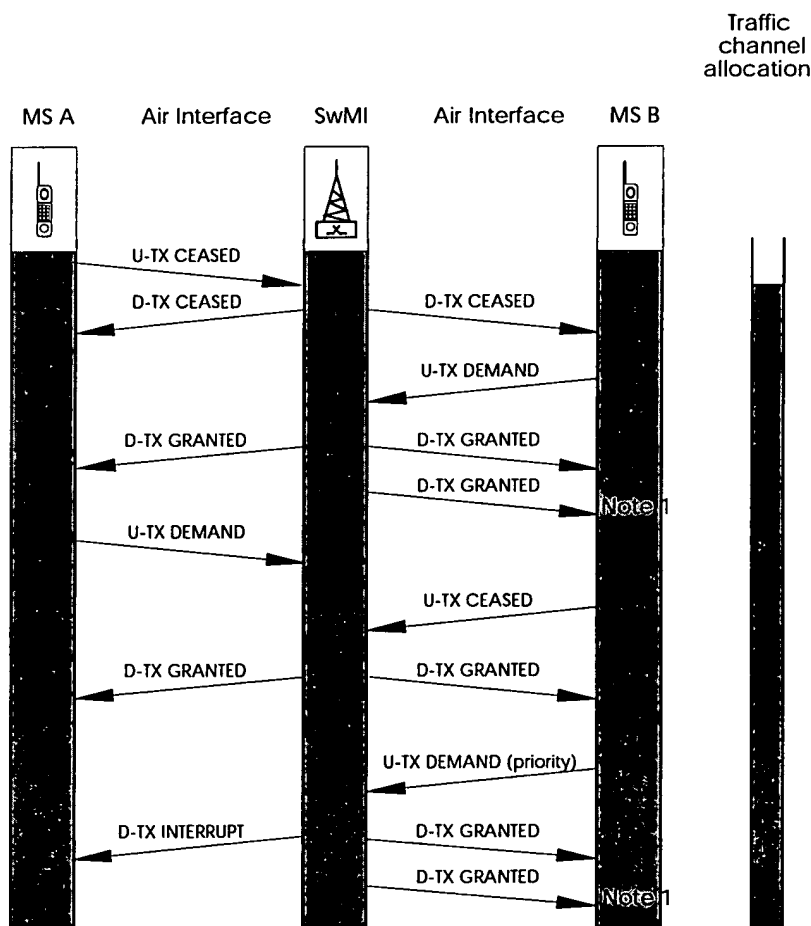 Traffic
channel
allocation
MS A Air Interface SwMI Air Interface MS B
U-TX CEASED
D-TX CEASED D-TX CEASED
U-TX DEMAND
D-TX GRANTED D-TX GRANTED
D-TX GRANTED
Note 1
U-TX DEMAND
U-TX CEASED
D-TX GRANTED D-TX GRANTED
U-TX DEMAND (priority)
D-TX INTERRUPT D-TX GRANTED
D-TX GRANTED
Note 1